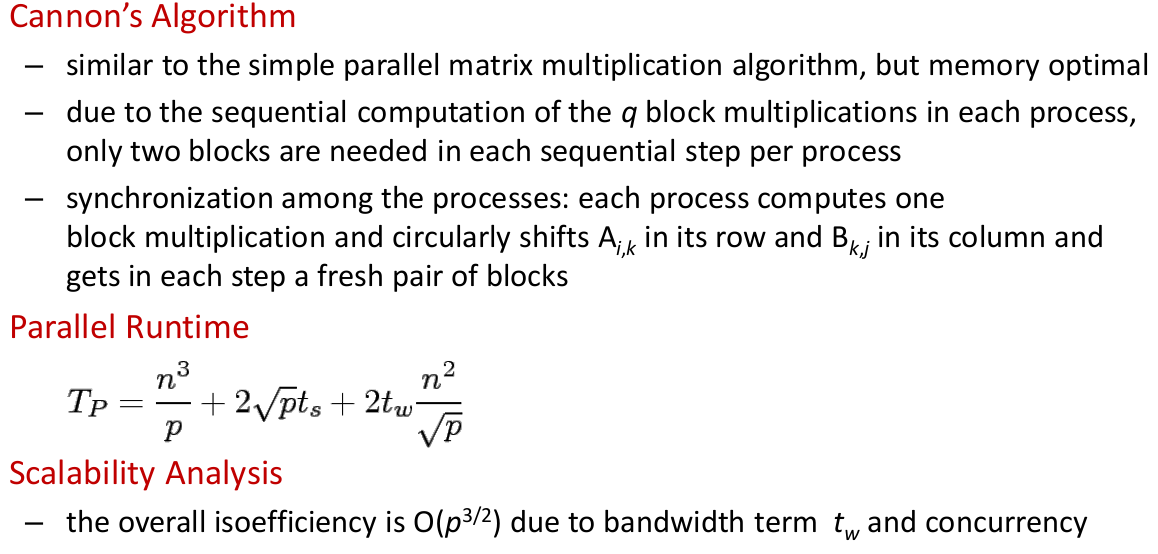 Cannon’s Algorithm
– similar to the simple parallel matrix multiplication algorithm, but memory optimal
– due to the sequential computation of the q block multiplications in each process,
only two blocks are needed in each sequential step per process
– synchronization among the processes: each process computes one
block multiplication and circularly shifts A_{i,k} in its row and B_{k,j} in its column and
gets in each step a fresh pair of blocks
Parallel Runtime
T_P = \frac{n^3}{p} + 2\sqrt{p}t_s + 2t_w\frac{n^2}{\sqrt{p}}
Scalability Analysis
– the overall isoefficiency is O(p^{3/2}) due to bandwidth term t_w and concurrency